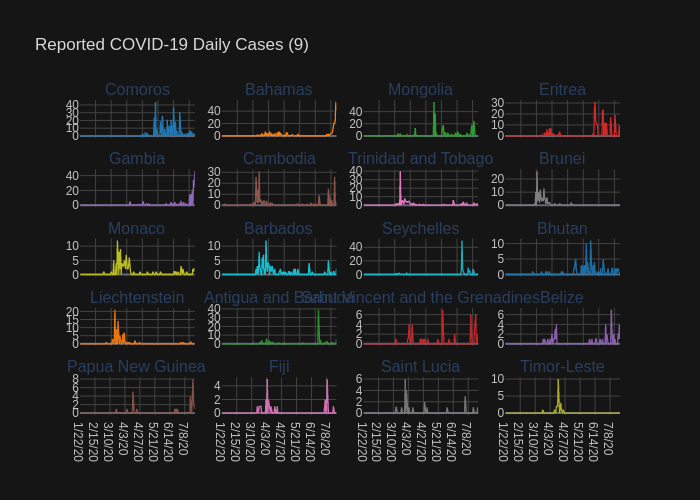 Reported COVID-19 Daily Cases (9)
Comoros Bahamas Mongolia Eritrea
40 30 20 10 0 40 20 0 40 20 0 30 20 10 0
Gambia Cambodia Trinidad and Tobago Brunei
40 20 0 30 20 10 0 40 30 20 10 0 20 10 0
Monaco Barbados Seychelles Bhutan
10 5 0 10 5 0 40 20 0 10 5 0
Liechtenstein Antigua and Barbuda Saint Vincent and the Grenadines Belize
20 15 10 5 0 40 30 20 10 0 6 4 2 0 6 4 2 0
Papua New Guinea Fiji Saint Lucia Timor-Leste
8 6 4 2 0 4 2 0 6 4 2 0 10 5 0
1/22/20 2/15/20 3/10/20 4/3/20 4/27/20 5/21/20 6/14/20 7/8/20 1/22/20 2/15/20 3/10/20 4/3/20 4/27/20 5/21/20 6/14/20 7/8/20 1/22/20 2/15/20 3/10/20 4/3/20 4/27/20 5/21/20 6/14/20 7/8/20 1/22/20 2/15/20 3/10/20 4/3/20 4/27/20 5/21/20 6/14/20 7/8/20